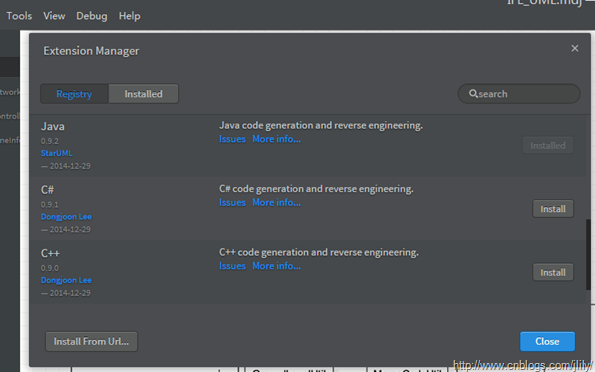 IFL_UML.mdj —
Tools View Debug Help
Extension Manager
×
Registry Installed
search
Java
Java code generation and reverse engineering.
0.9.2
Issues More info...
Installed
StarUML
— 2014-12-29
C#
C# code generation and reverse engineering.
0.9.1
Issues More info...
Install
Dongjoon Lee
— 2014-12-29
C++
C++ code generation and reverse engineering.
0.9.0
Issues More info...
Install
Dongjoon Lee
— 2014-12-29
Install From Url...
Close
http://www.cnblogs.com/jlily/